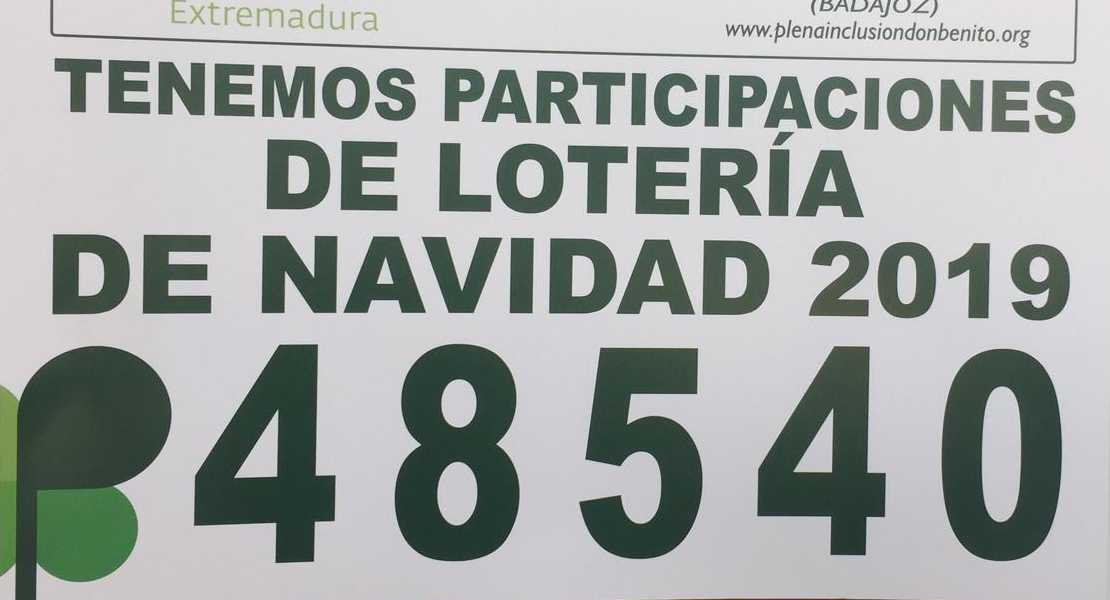 Extremadura
(BADAJOZ)
www.plenainclusiondonbenito.org
TENEMOS PARTICIPACIONES
DE LOTERÍA
DE NAVIDAD 2019
48540